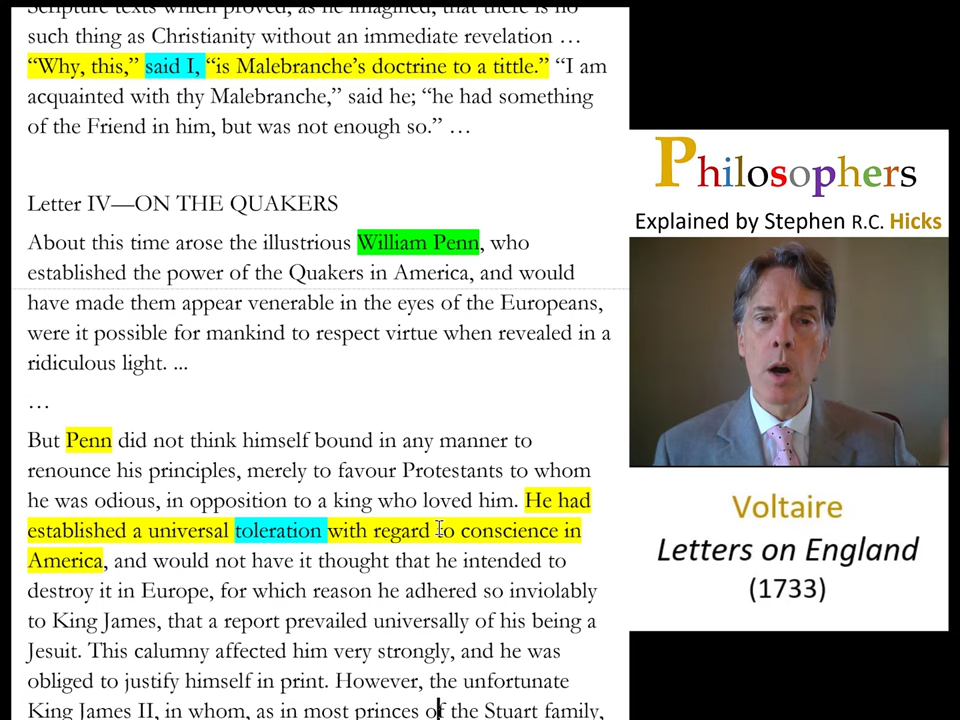 Scripture texts which proved, as he imagined, that there is no
such thing as Christianity without an immediate revelation …
“Why, this,” said I, “is Malebranche’s doctrine to a tittle.” “I am
acquainted with thy Malebranche,” said he; “he had something
of the Friend in him, but was not enough so.” …
Letter IV—ON THE QUAKERS
About this time arose the illustrious William Penn, who
established the power of the Quakers in America, and would
have made them appear venerable in the eyes of the Europeans,
were it possible for mankind to respect virtue when revealed in a
ridiculous light. ...
…
But Penn did not think himself bound in any manner to
renounce his principles, merely to favour Protestants to whom
he was odious, in opposition to a king who loved him. He had
established a universal toleration with regard to conscience in
America, and would not have it thought that he intended to
destroy it in Europe, for which reason he adhered so inviolably
to King James, that a report prevailed universally of his being a
Jesuit. This calumny affected him very strongly, and he was
obliged to justify himself in print. However, the unfortunate
King James II, in whom, as in most princes of the Stuart family,
Philosophers
Explained by Stephen R.C. Hicks
Voltaire
Letters on England
(1733)